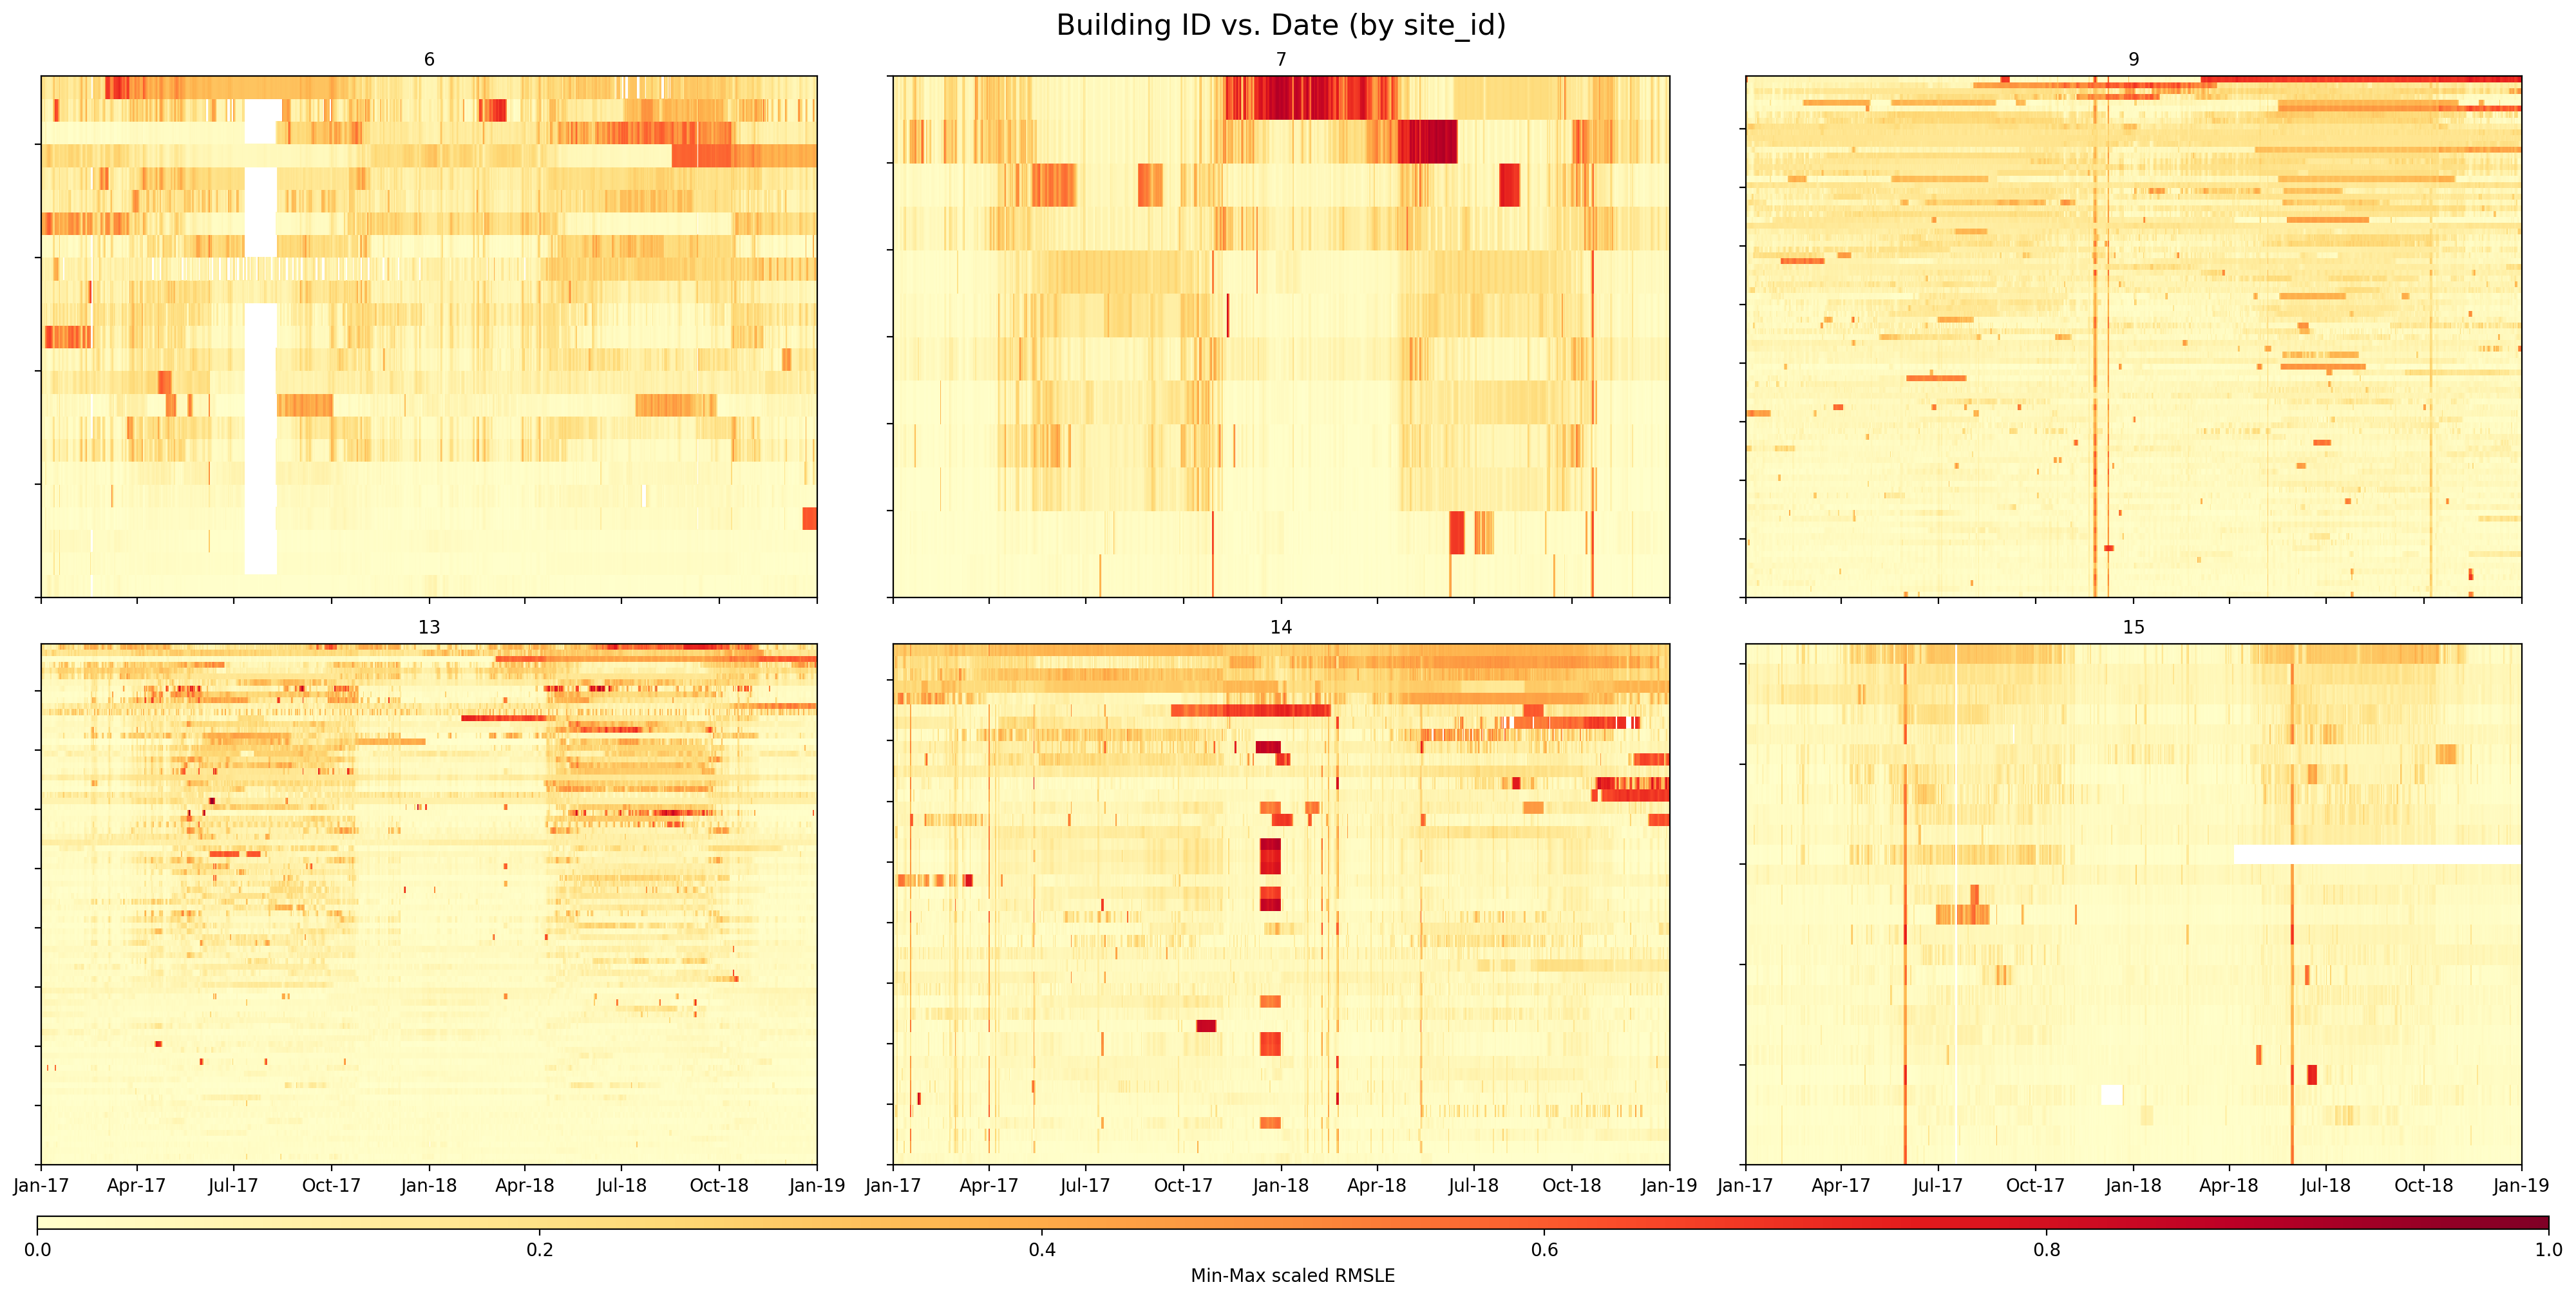 Building ID vs. Date (by site_id)
6 7 9
13 14 15
Jan-17 Apr-17 Jul-17 Oct-17 Jan-18 Apr-18 Jul-18 Oct-18 Jan-19 Jan-17 Apr-17 Jul-17 Oct-17 Jan-18 Apr-18 Jul-18 Oct-18 Jan-19 Jan-17 Apr-17 Jul-17 Oct-17 Jan-18 Apr-18 Jul-18 Oct-18 Jan-19
0.0 0.2 0.4 0.6 0.8 1.0
Min-Max scaled RMSLE